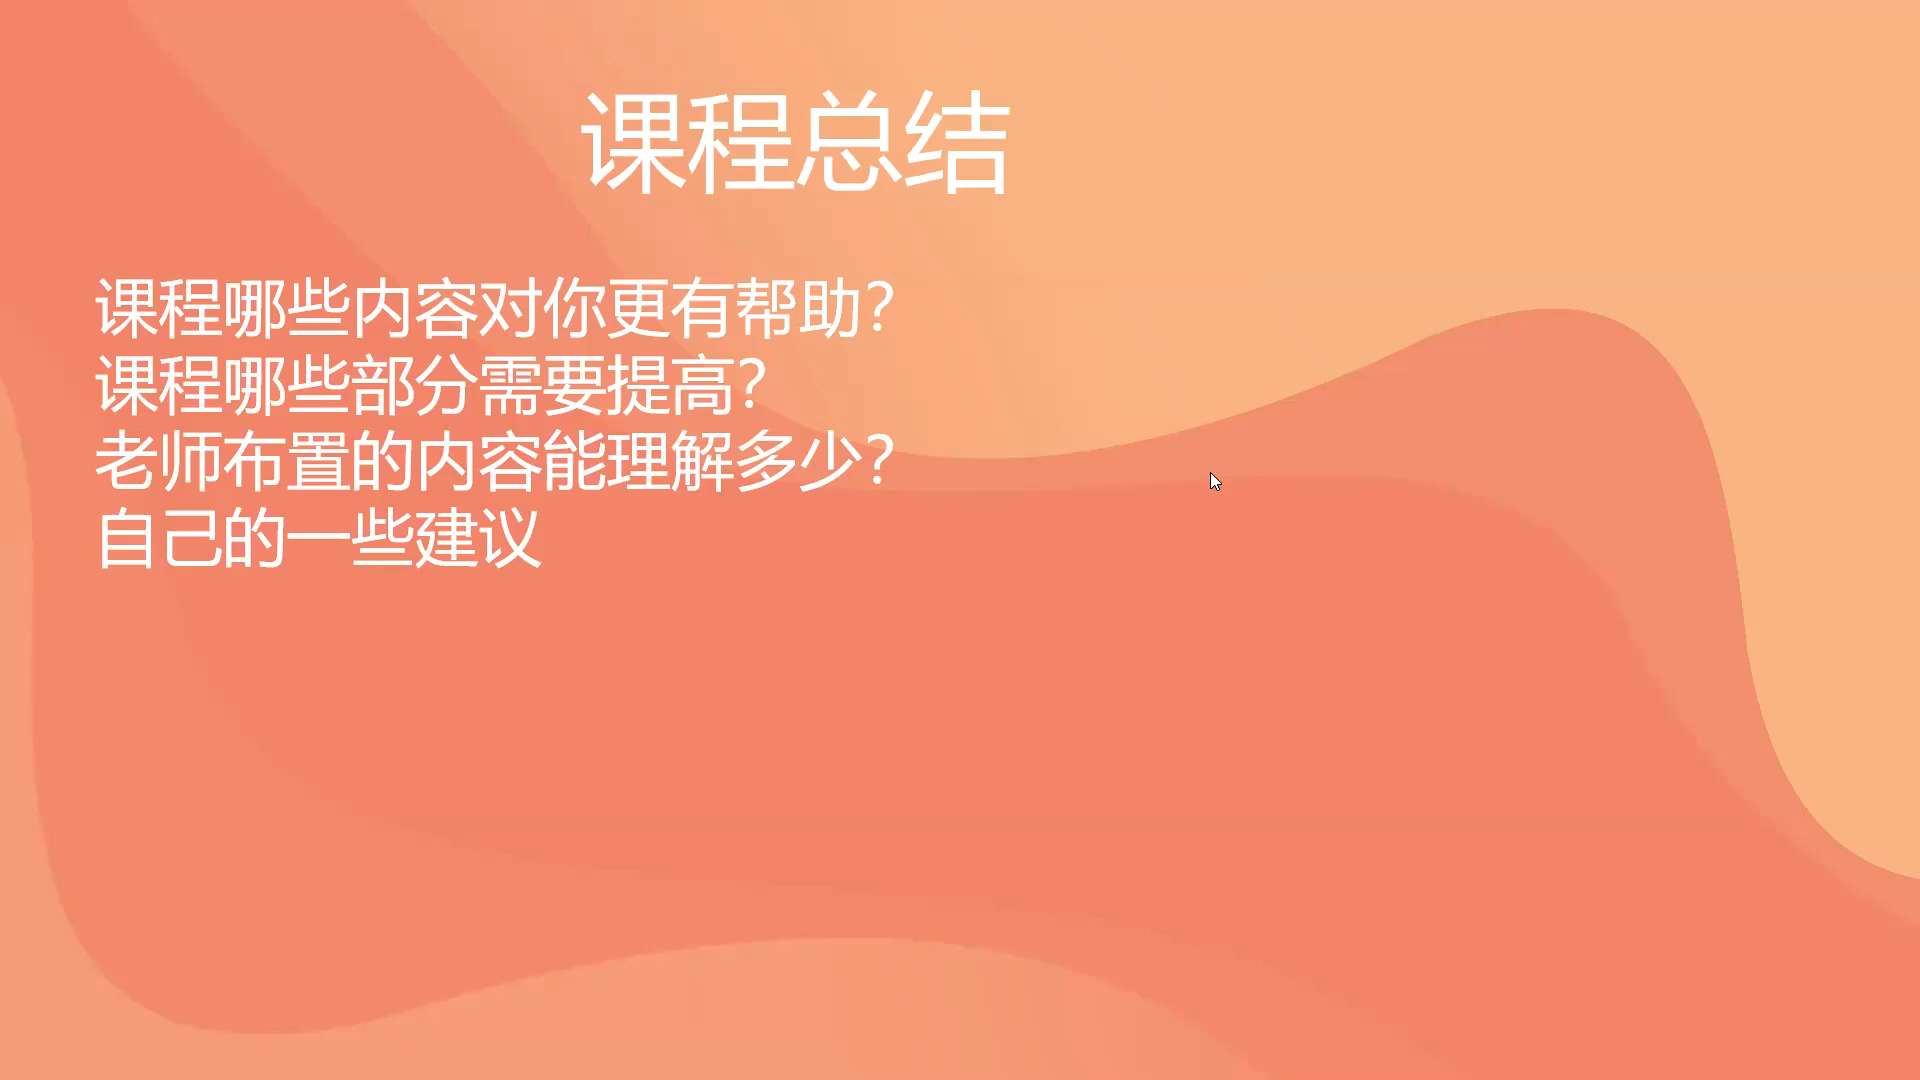 课程总结
课程哪些内容对你更有帮助？
课程哪些部分需要提高？
老师布置的内容能理解多少？
自己的一些建议